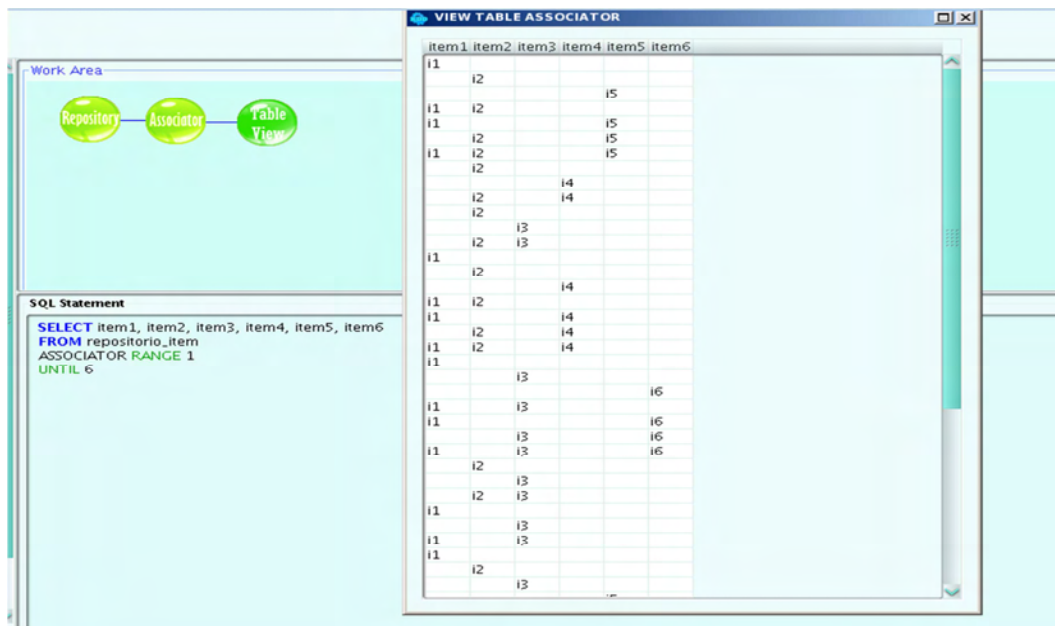 VIEW TABLE ASSOCIATOR
item1 item2 item3 item4 item5 item6
i1
i2
i5
i1 i2
i1 i5
i2 i5
i1 i2 i5
i2
i4
i2 i4
i2
i3
i2 i3
i1
i2
i4
i1 i2
i1 i4
i2 i4
i1 i2 i4
i1
i3
i6
i1 i3
i1 i6
i3 i6
i1 i3 i6
i2
i3
i2 i3
i1
i3
i1 i3
i1
i2
i3
Work Area
Repository
Associator
Table
View
SQL Statement
SELECT item1, item2, item3, item4, item5, item6
FROM repositorio_item
ASSOCIATOR RANGE 1
UNTIL 6